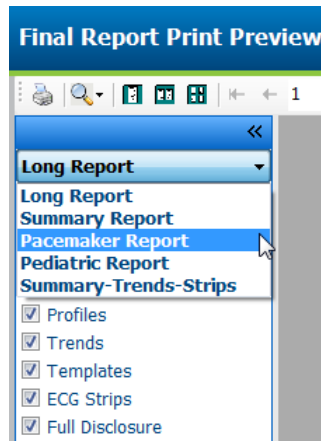 Final Report Print Preview
1
Long Report
Long Report
Summary Report
Pacemaker Report
Pediatric Report
Summary-Trends-Strips
Profiles
Trends
Templates
ECG Strips
Full Disclosure